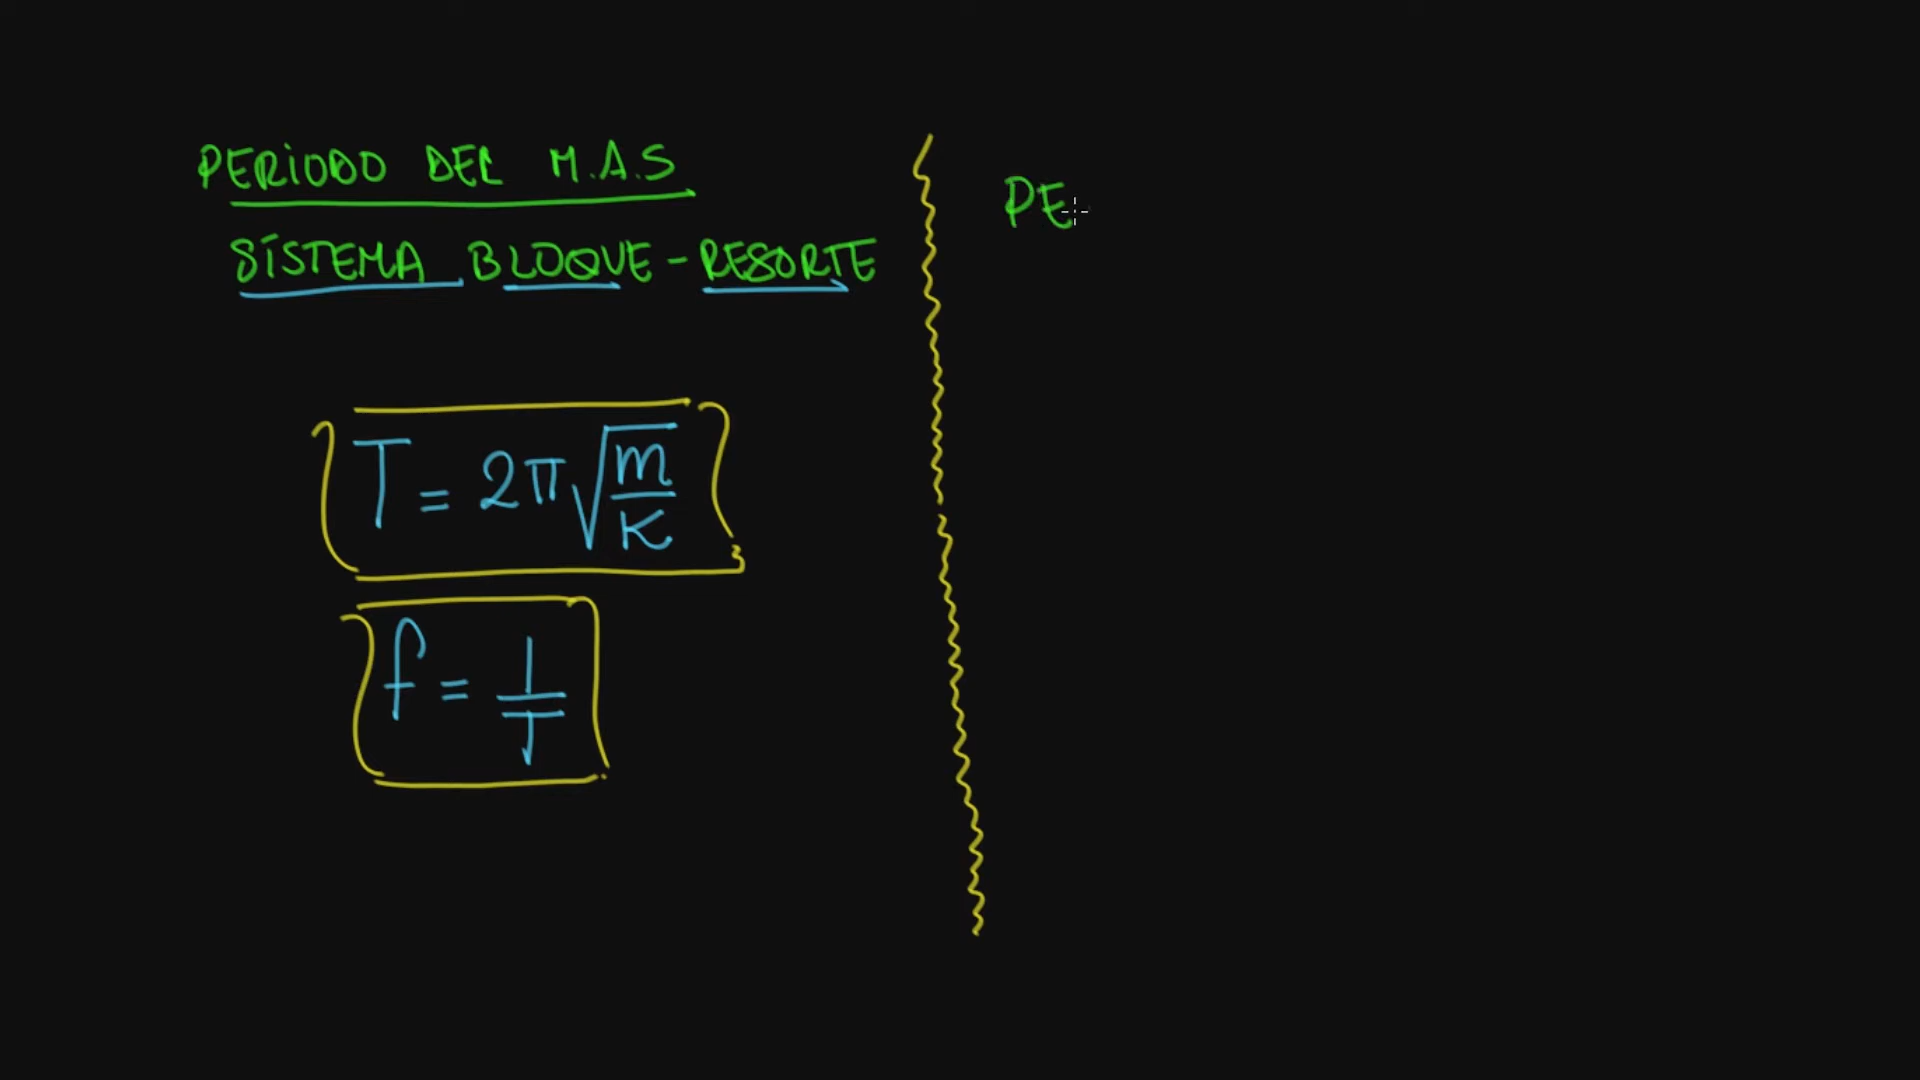 PERIODO DEL M.A.S
SISTEMA BLOQUE-RESORTE
T = 2π√(m/K)
f = 1/T
PE